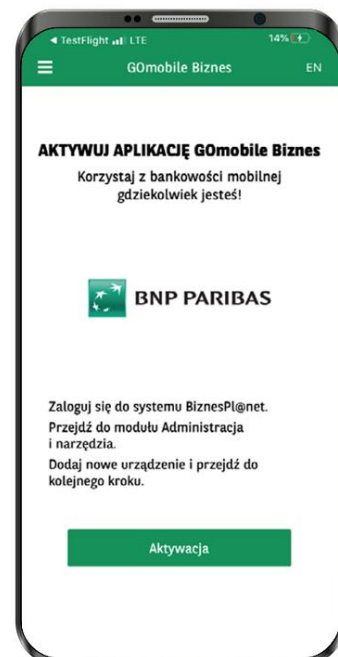 ◀ TestFlight LTE 14%
GOmobile Biznes EN
AKTYWUJ APLIKACJĘ GOmobile Biznes
Korzystaj z bankowości mobilnej
gdziekolwiek jesteś!
BNP PARIBAS
Zaloguj się do systemu BiznesPl@net.
Przejdź do modułu Administracja
i narzędzia.
Dodaj nowe urządzenie i przejdź do
kolejnego kroku.
Aktywacja